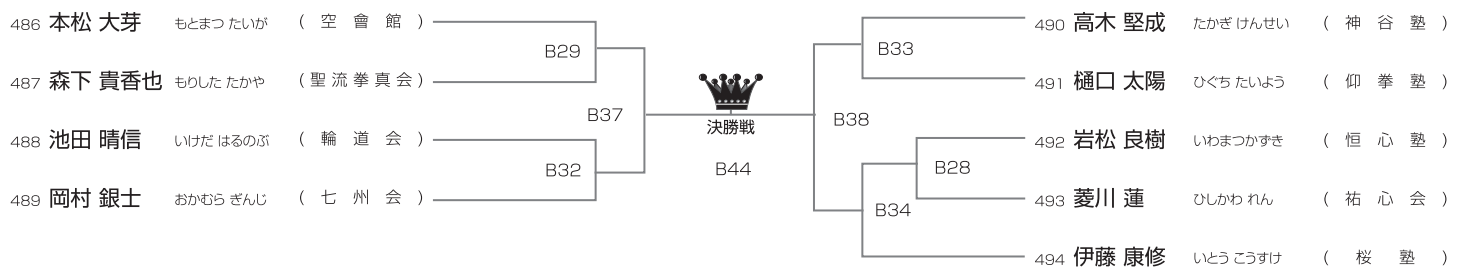 486 本松 大芽 もとまつ たいが ( 空 會 館 )
B29
487 森下 貴香也 もりした たかや ( 聖 流 拳 真 会 )
B37
488 池田 晴信 いけだ はるのぶ ( 輪 道 会 )
B32
489 岡村 銀士 おかむら ぎんじ ( 七 州 会 )
決勝戦
B44
490 高木 堅成 たかぎ けんせい ( 神 谷 塾 )
B33
491 樋口 太陽 ひぐち たいよう ( 仰 拳 塾 )
B38
492 岩松 良樹 いわまつかずき ( 恒 心 塾 )
B28
493 菱川 蓮 ひしかわ れん ( 祐 心 会 )
B34
494 伊藤 康修 いとう こうすけ ( 桜 塾 )